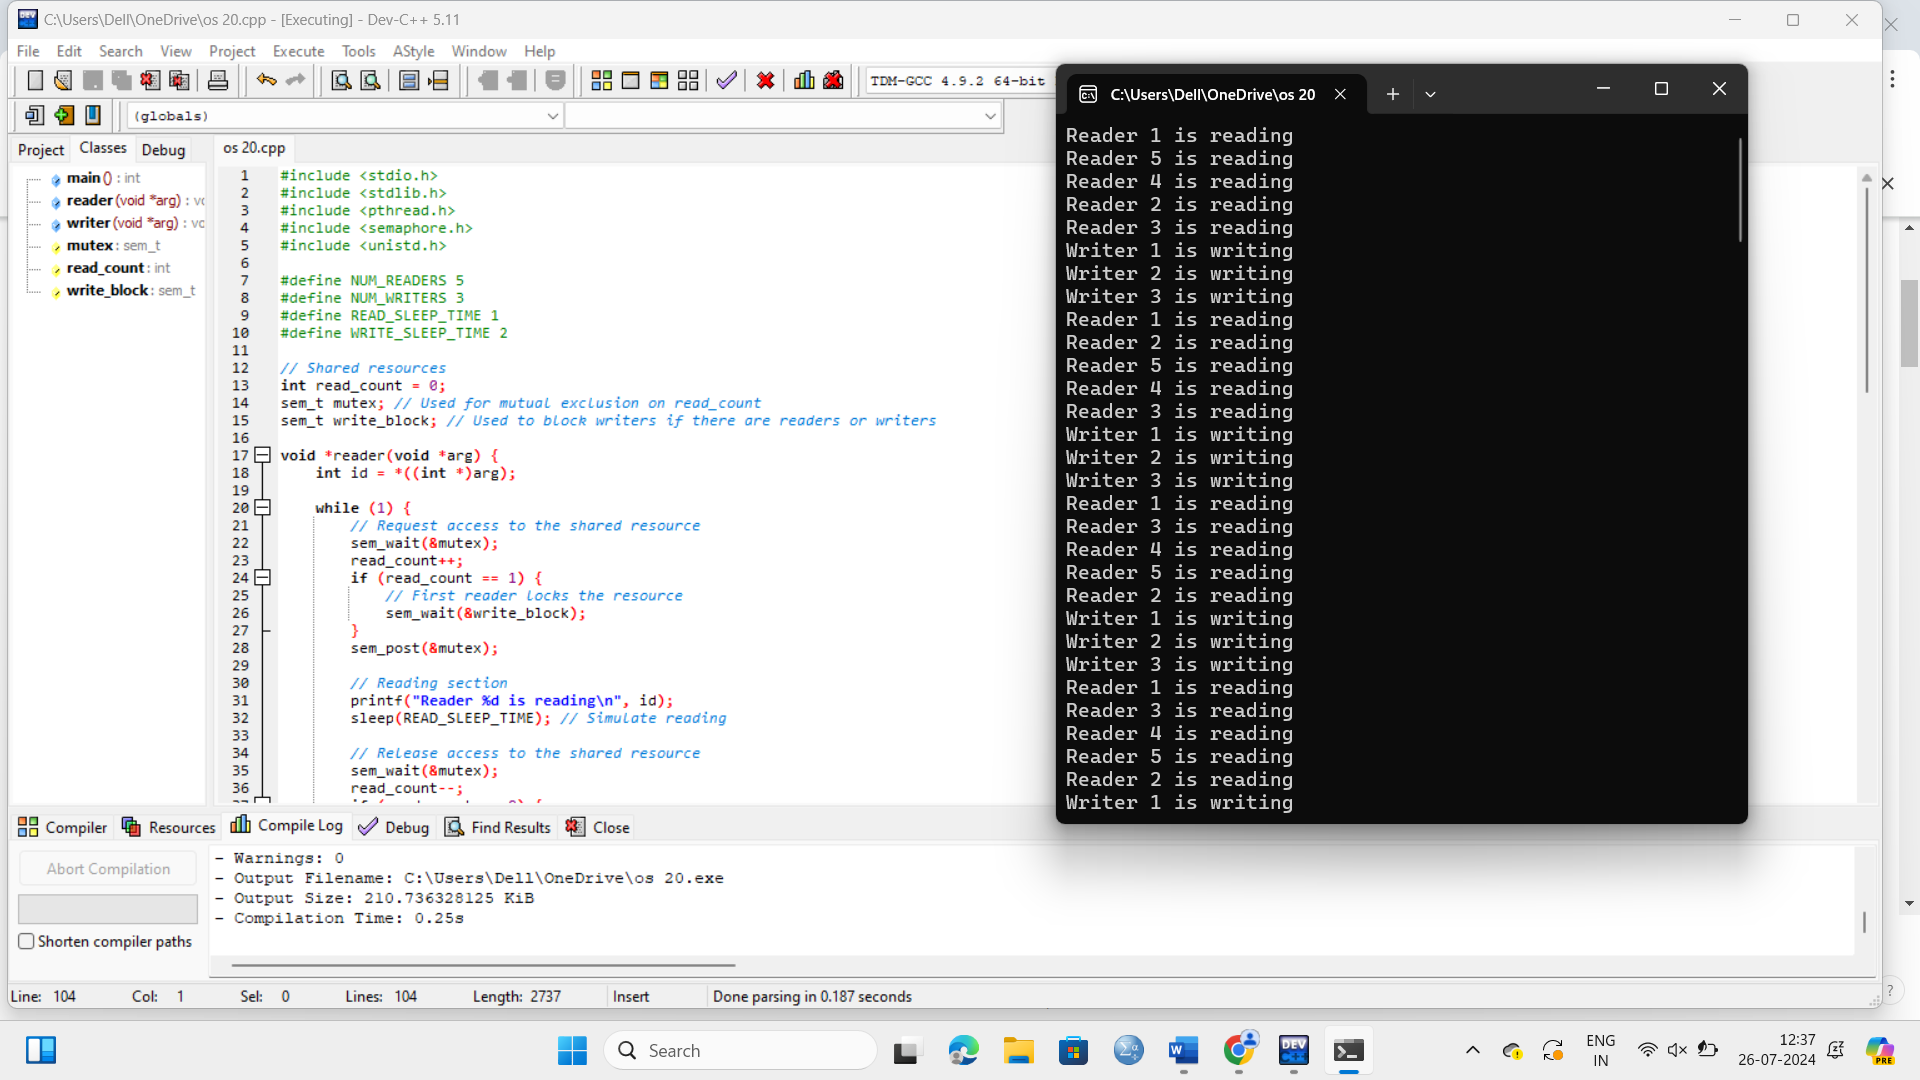 C:\Users\Dell\OneDrive\os 20.cpp - [Executing] - Dev-C++ 5.11
File Edit Search View Project Execute Tools AStyle Window Help
TDM-GCC 4.9.2 64-bit
(globals)
Project Classes Debug
os 20.cpp
main () : int
reader (void *arg) : vo
writer (void *arg) : vo
mutex : sem_t
read_count : int
write_block : sem_t
1 #include <stdio.h>
2 #include <stdlib.h>
3 #include <pthread.h>
4 #include <semaphore.h>
5 #include <unistd.h>
6
7 #define NUM_READERS 5
8 #define NUM_WRITERS 3
9 #define READ_SLEEP_TIME 1
10 #define WRITE_SLEEP_TIME 2
11
12 // Shared resources
13 int read_count = 0;
14 sem_t mutex; // Used for mutual exclusion on read_count
15 sem_t write_block; // Used to block writers if there are readers or writers
16
17 void *reader(void *arg) {
18 int id = *((int *)arg);
19
20 while (1) {
21 // Request access to the shared resource
22 sem_wait(&mutex);
23 read_count++;
24 if (read_count == 1) {
25 // First reader locks the resource
26 sem_wait(&write_block);
27 }
28 sem_post(&mutex);
29
30 // Reading section
31 printf("Reader %d is reading\n", id);
32 sleep(READ_SLEEP_TIME); // Simulate reading
33
34 // Release access to the shared resource
35 sem_wait(&mutex);
36 read_count--;
C:\Users\Dell\OneDrive\os 20
Reader 1 is reading
Reader 5 is reading
Reader 4 is reading
Reader 2 is reading
Reader 3 is reading
Writer 1 is writing
Writer 2 is writing
Writer 3 is writing
Reader 1 is reading
Reader 2 is reading
Reader 5 is reading
Reader 4 is reading
Reader 3 is reading
Writer 1 is writing
Writer 2 is writing
Writer 3 is writing
Reader 1 is reading
Reader 3 is reading
Reader 4 is reading
Reader 5 is reading
Reader 2 is reading
Writer 1 is writing
Writer 2 is writing
Writer 3 is writing
Reader 1 is reading
Reader 3 is reading
Reader 4 is reading
Reader 5 is reading
Reader 2 is reading
Writer 1 is writing
Compiler Resources Compile Log Debug Find Results Close
Abort Compilation
Shorten compiler paths
- Warnings: 0
- Output Filename: C:\Users\Dell\OneDrive\os 20.exe
- Output Size: 210.736328125 KiB
- Compilation Time: 0.25s
Line: 104 Col: 1 Sel: 0 Lines: 104 Length: 2737 Insert Done parsing in 0.187 seconds
Search
W
DEV
ENG
IN
12:37
26-07-2024
PRE